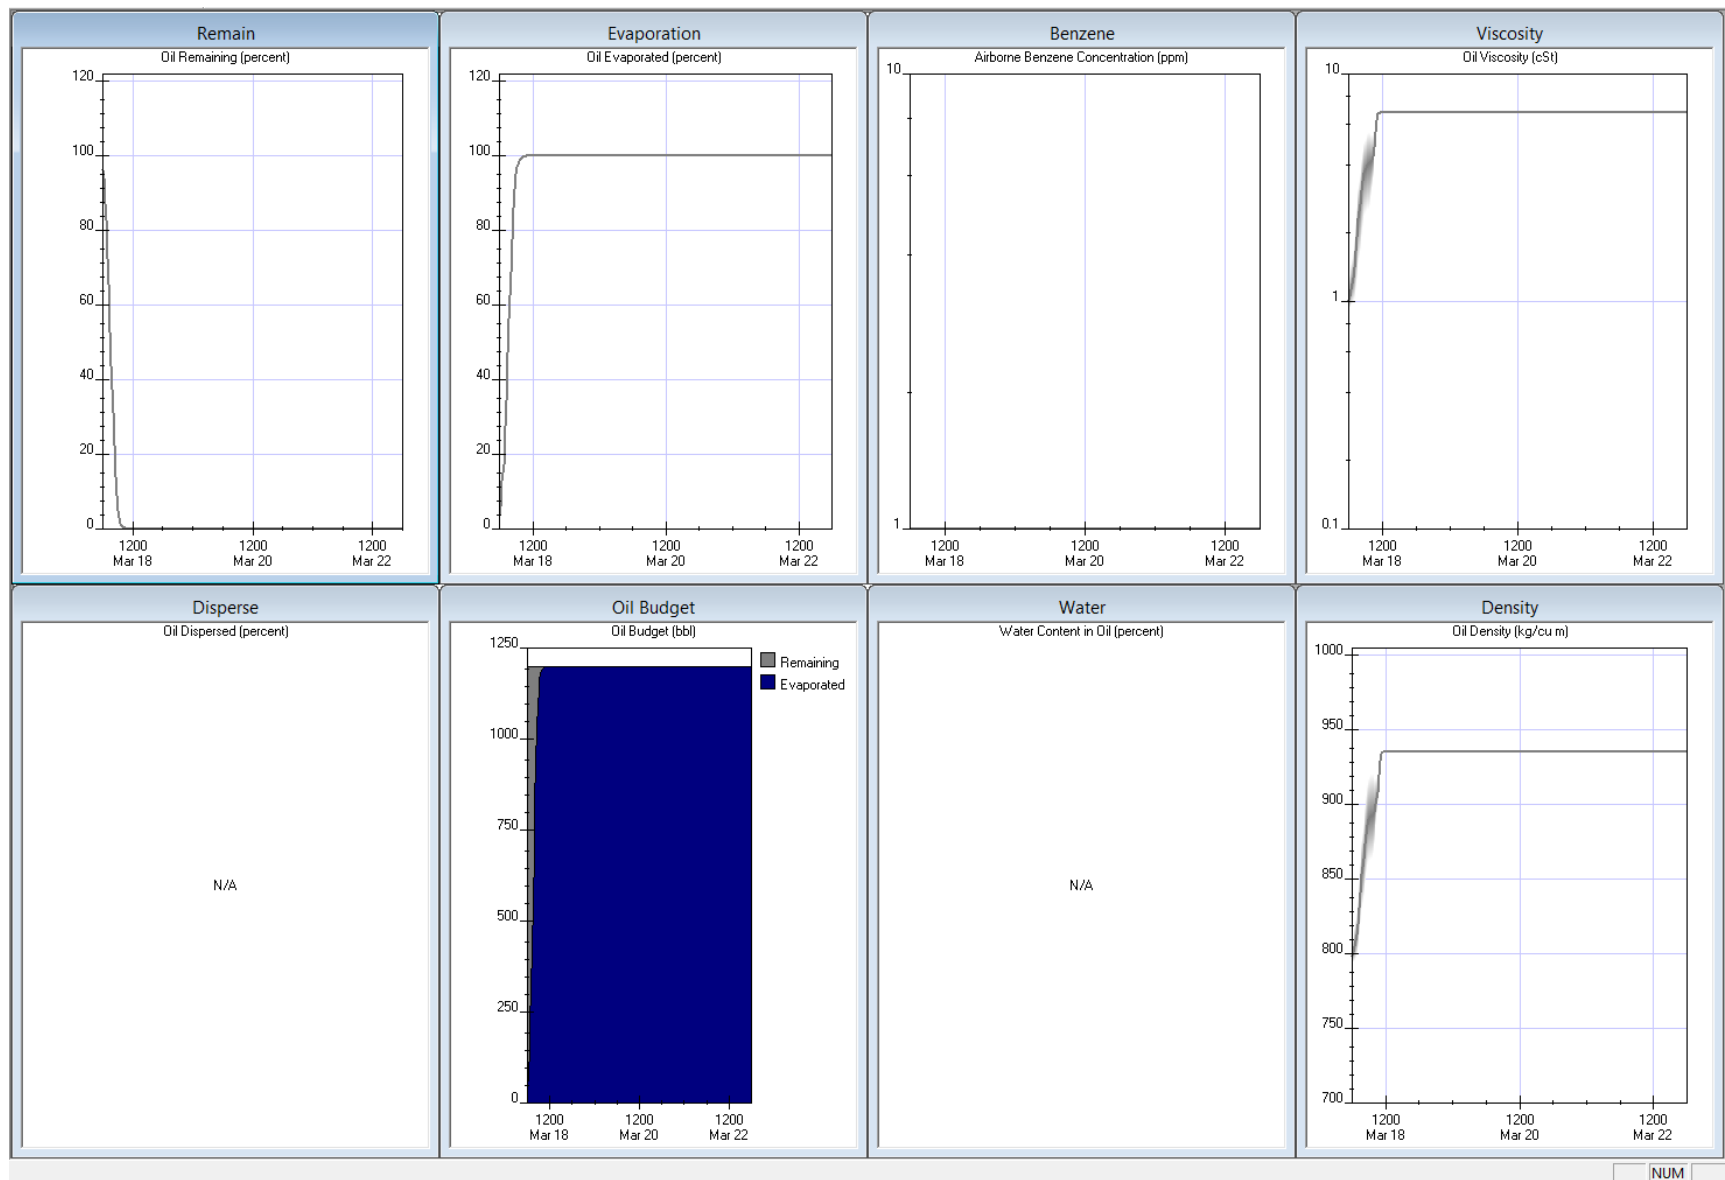 Remain
Oil Remaining (percent)
120
100
80
60
40
20
0
1200 1200 1200
Mar 18 Mar 20 Mar 22
Evaporation
Oil Evaporated (percent)
120
100
80
60
40
20
0
1200 1200 1200
Mar 18 Mar 20 Mar 22
Benzene
Airborne Benzene Concentration (ppm)
10
1
1200 1200 1200
Mar 18 Mar 20 Mar 22
Viscosity
Oil Viscosity (cSt)
10
1
0.1
1200 1200 1200
Mar 18 Mar 20 Mar 22
Disperse
Oil Dispersed (percent)
N/A
Oil Budget
Oil Budget (bbl)
1250
1000
750
500
250
0
1200 1200 1200
Mar 18 Mar 20 Mar 22
Remaining
Evaporated
Water
Water Content in Oil (percent)
N/A
Density
Oil Density (kg/cu m)
1000
950
900
850
800
750
700
1200 1200 1200
Mar 18 Mar 20 Mar 22
NUM